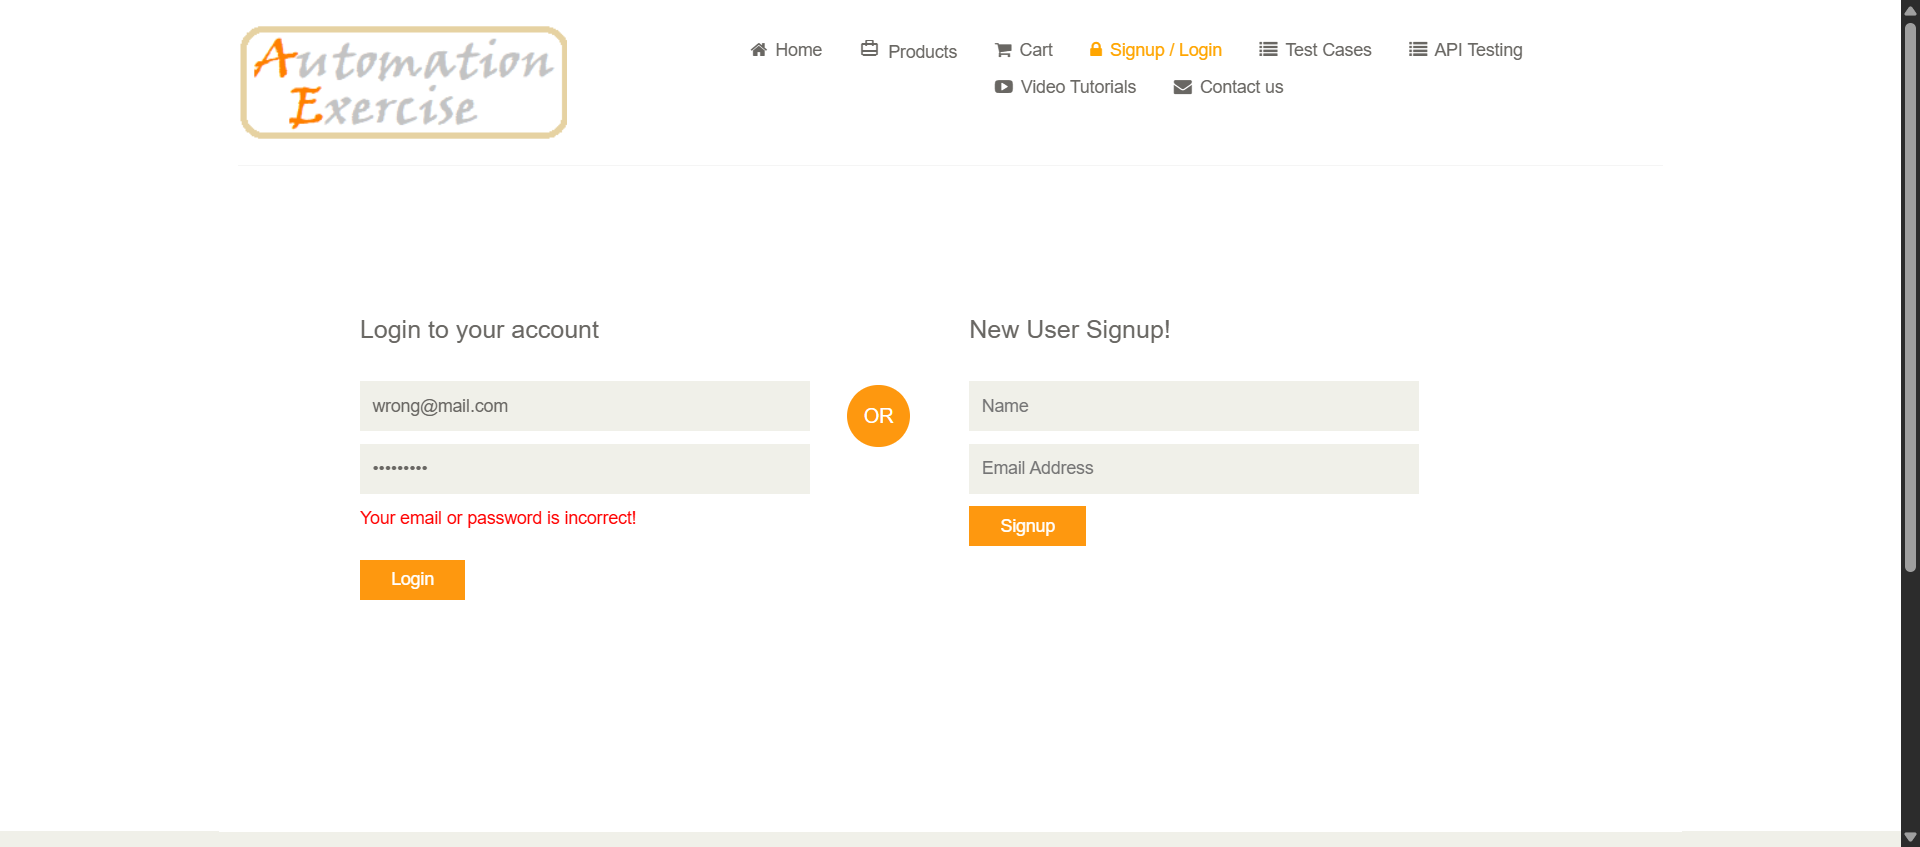 Automation
Exercise
Home
Products
Cart
Signup / Login
Test Cases
API Testing
Video Tutorials
Contact us
Login to your account
wrong@mail.com
•••••••••
Your email or password is incorrect!
Login
OR
New User Signup!
Name
Email Address
Signup